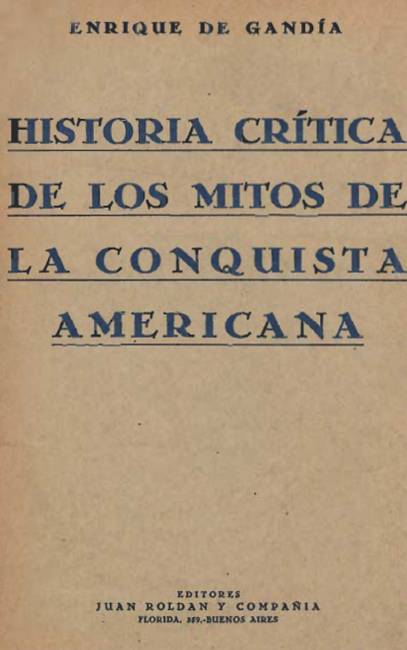 ENRIQUE DE GANDÍA
HISTORIA CRÍTICA
DE LOS MITOS DE
LA CONQUISTA
AMERICANA
EDITORES
JUAN ROLDAN Y COMPAÑIA
FLORIDA, 359.-BUENOS AIRES